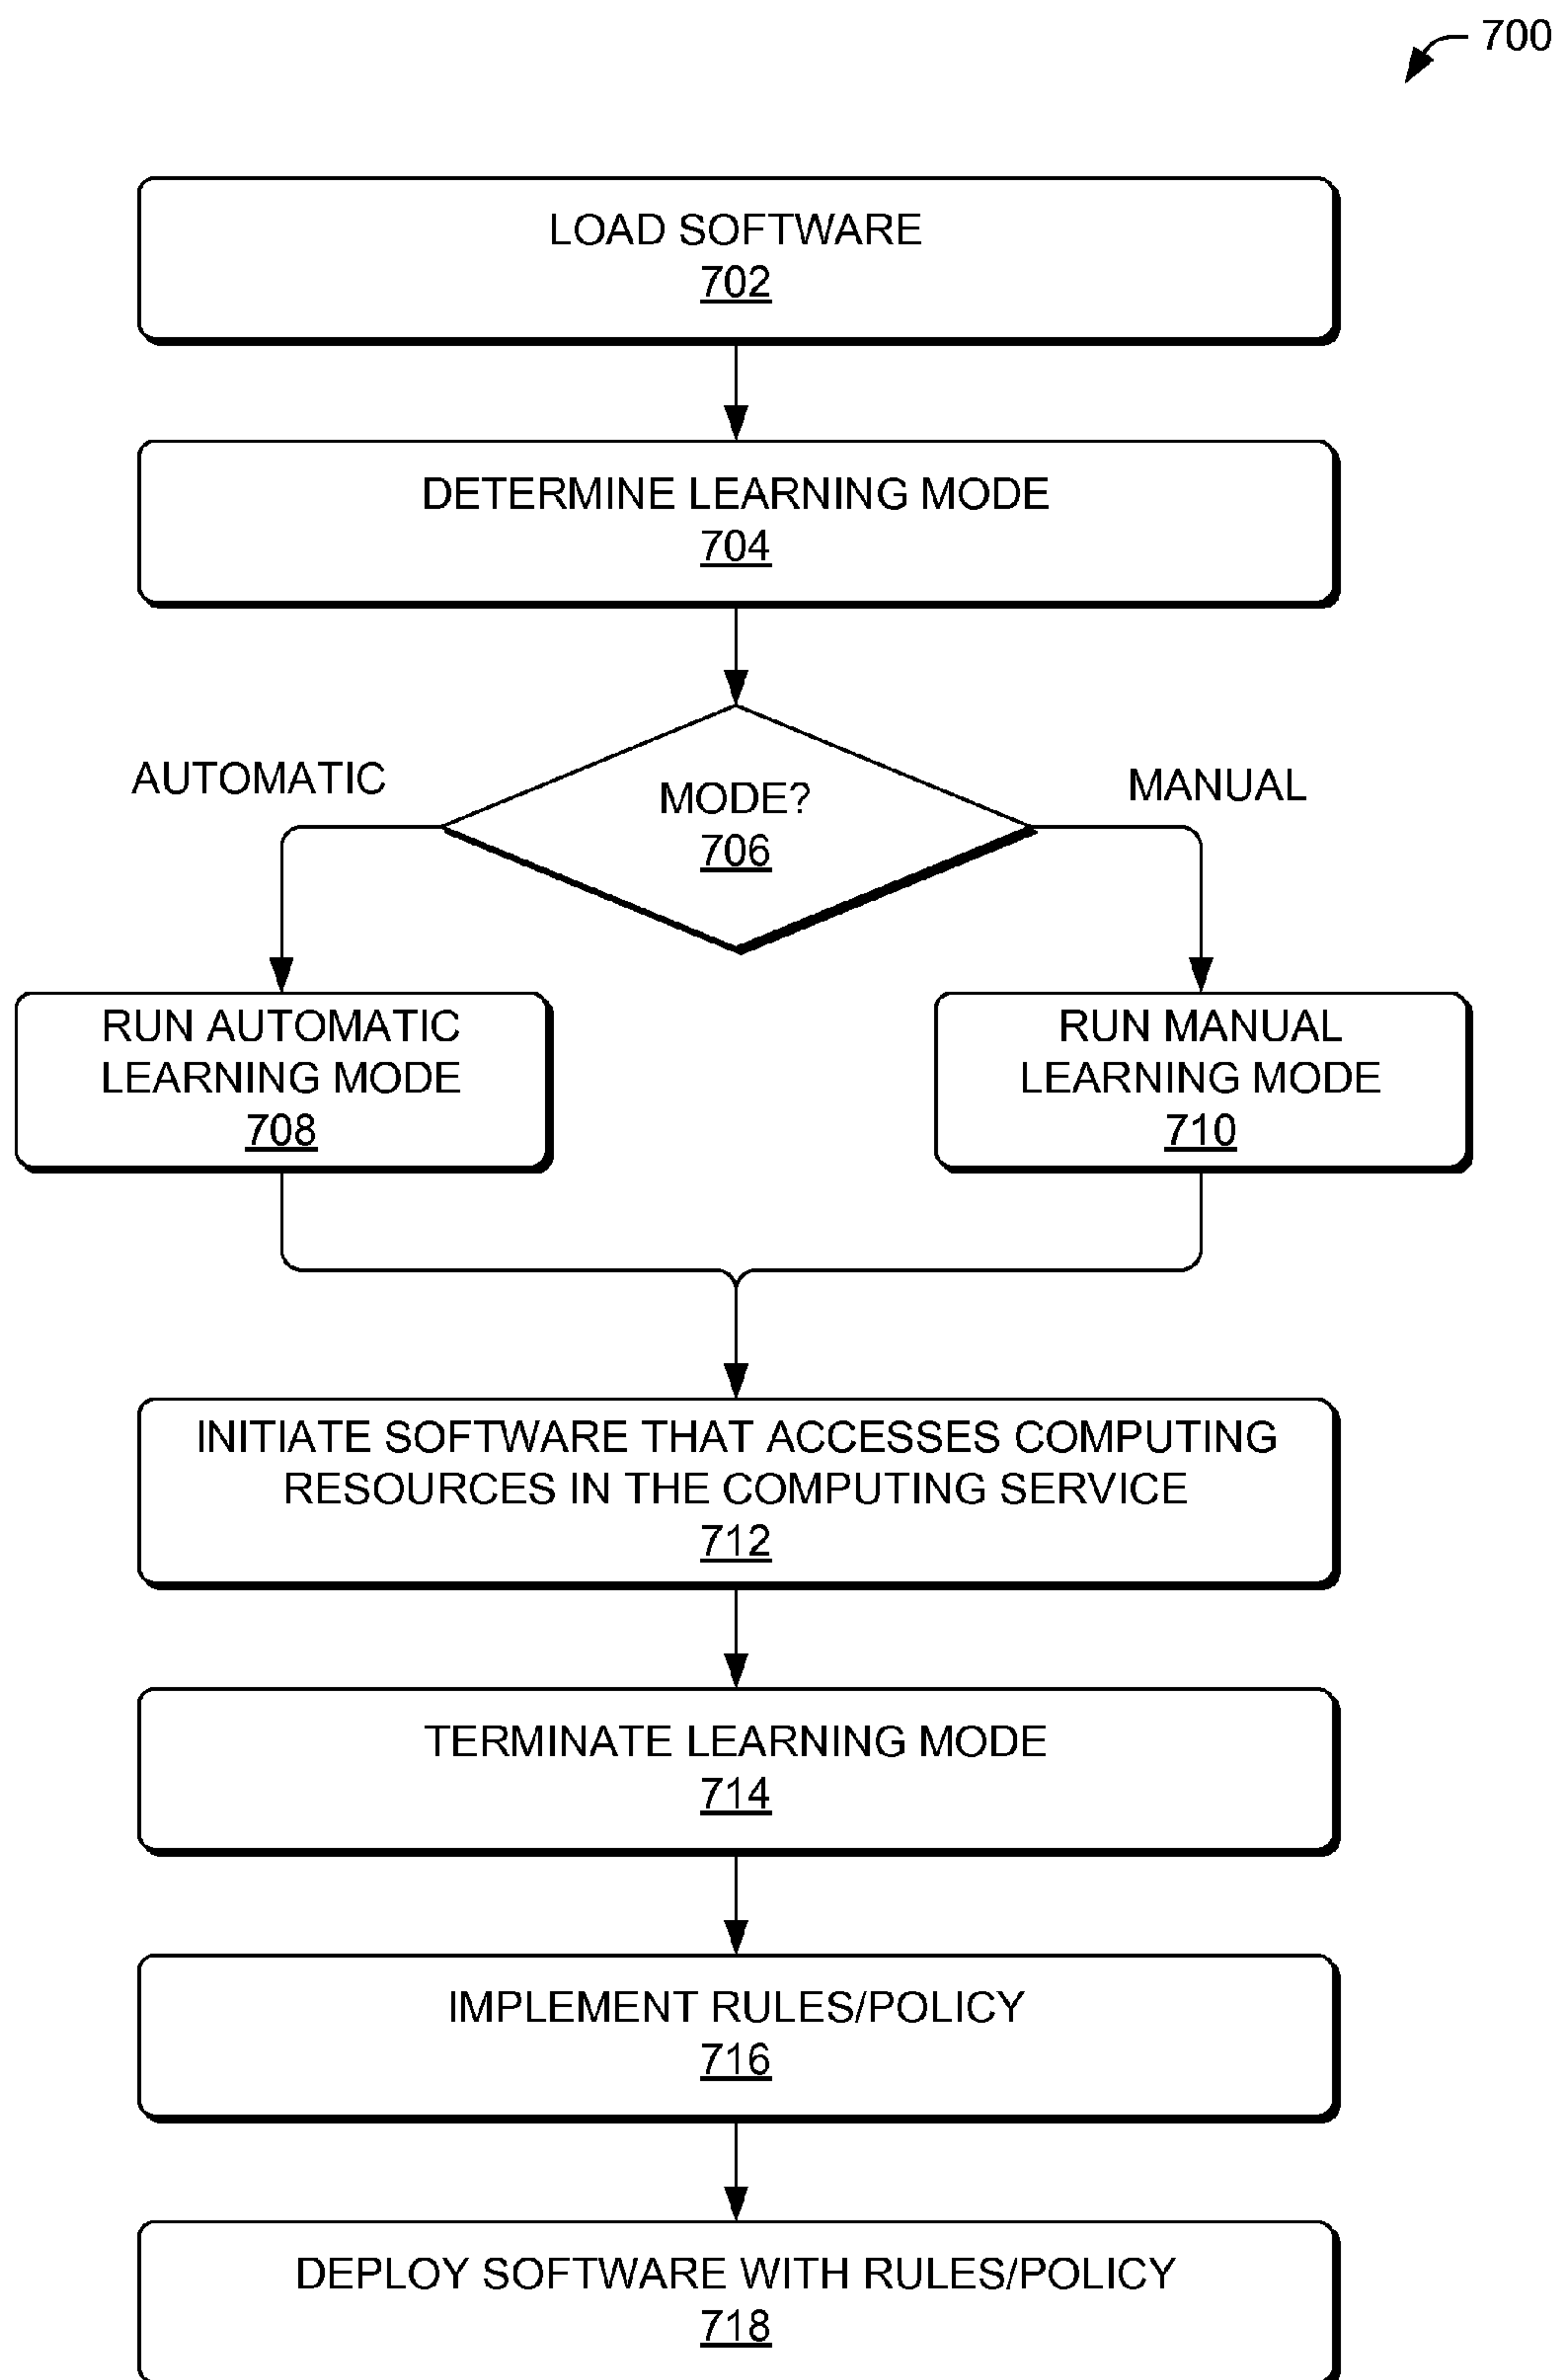 700
LOAD SOFTWARE
702
DETERMINE LEARNING MODE
704
AUTOMATIC
MODE?
706
MANUAL
RUN AUTOMATIC
LEARNING MODE
708
RUN MANUAL
LEARNING MODE
710
INITIATE SOFTWARE THAT ACCESSES COMPUTING
RESOURCES IN THE COMPUTING SERVICE
712
TERMINATE LEARNING MODE
714
IMPLEMENT RULES/POLICY
716
DEPLOY SOFTWARE WITH RULES/POLICY
718